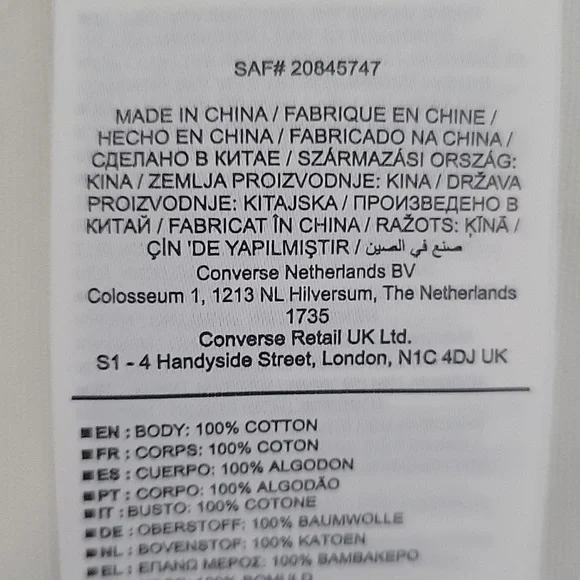 SAF# 20845747
MADE IN CHINA / FABRIQUE EN CHINE /
HECHO EN CHINA / FABRICADO NA CHINA /
СДЕЛАНО В КИТАЕ / SZÁRMAZÁSI ORSZÁG:
KINA / ZEMLJA PROIZVODNJE: KINA / DRŽAVA
PROIZVODNJE: KITAJSKA / ПРОИЗВЕДЕНО В
КИТАЙ / FABRICAT ÎN CHINA / RAŽOTS: ĶĪNĀ /
ÇİN 'DE YAPILMIŞTIR / صنع في الصين
Converse Netherlands BV
Colosseum 1, 1213 NL Hilversum, The Netherlands
1735
Converse Retail UK Ltd.
S1 - 4 Handyside Street, London, N1C 4DJ UK
EN : BODY: 100% COTTON
FR : CORPS: 100% COTON
ES : CUERPO: 100% ALGODON
PT : CORPO: 100% ALGODÃO
IT : BUSTO: 100% COTONE
DE : OBERSTOFF: 100% BAUMWOLLE
NL : BOVENSTOF: 100% KATOEN
EL : ΕΠΑΝΩ ΜΕΡΟΣ: 100% ΒΑΜΒΑΚΕΡΟ